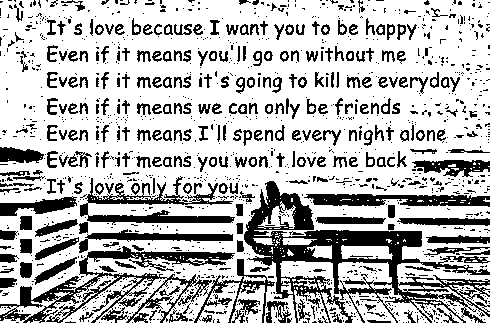 It's love because I want you to be happy
Even if it means you'll go on without me
Even if it means it's going to kill me everyday
Even if it means we can only be friends
Even if it means I'll spend every night alone
Even if it means you won't love me back
It's love only for you...